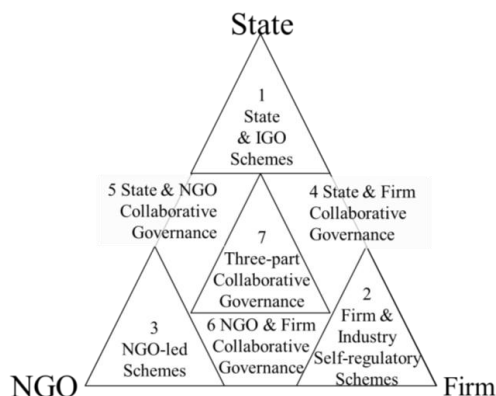 State
1
State
& IGO
Schemes
5 State & NGO
Collaborative
Governance
4 State & Firm
Collaborative
Governance
7
Three-part
Collaborative
Governance
3
NGO-led
Schemes
6 NGO & Firm
Collaborative
Governance
2
Firm &
Industry
Self-regulatory
Schemes
NGO
Firm